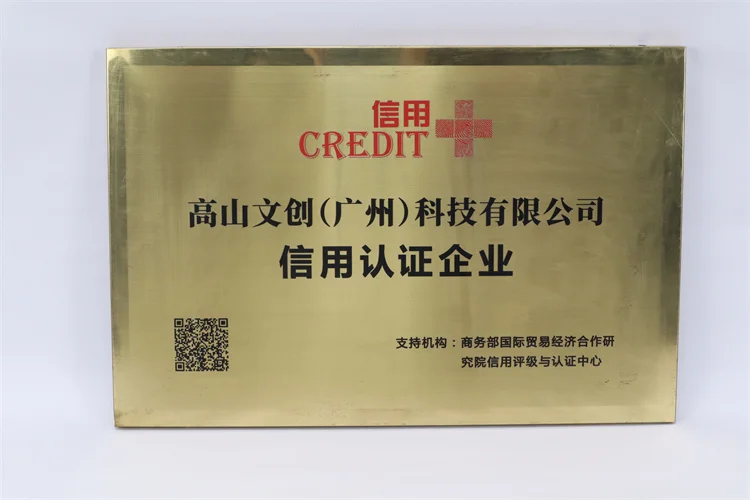 信用
CREDIT
高山文创(广州)科技有限公司
信用认证企业
支持机构：商务部国际贸易经济合作研
究院信用评级与认证中心